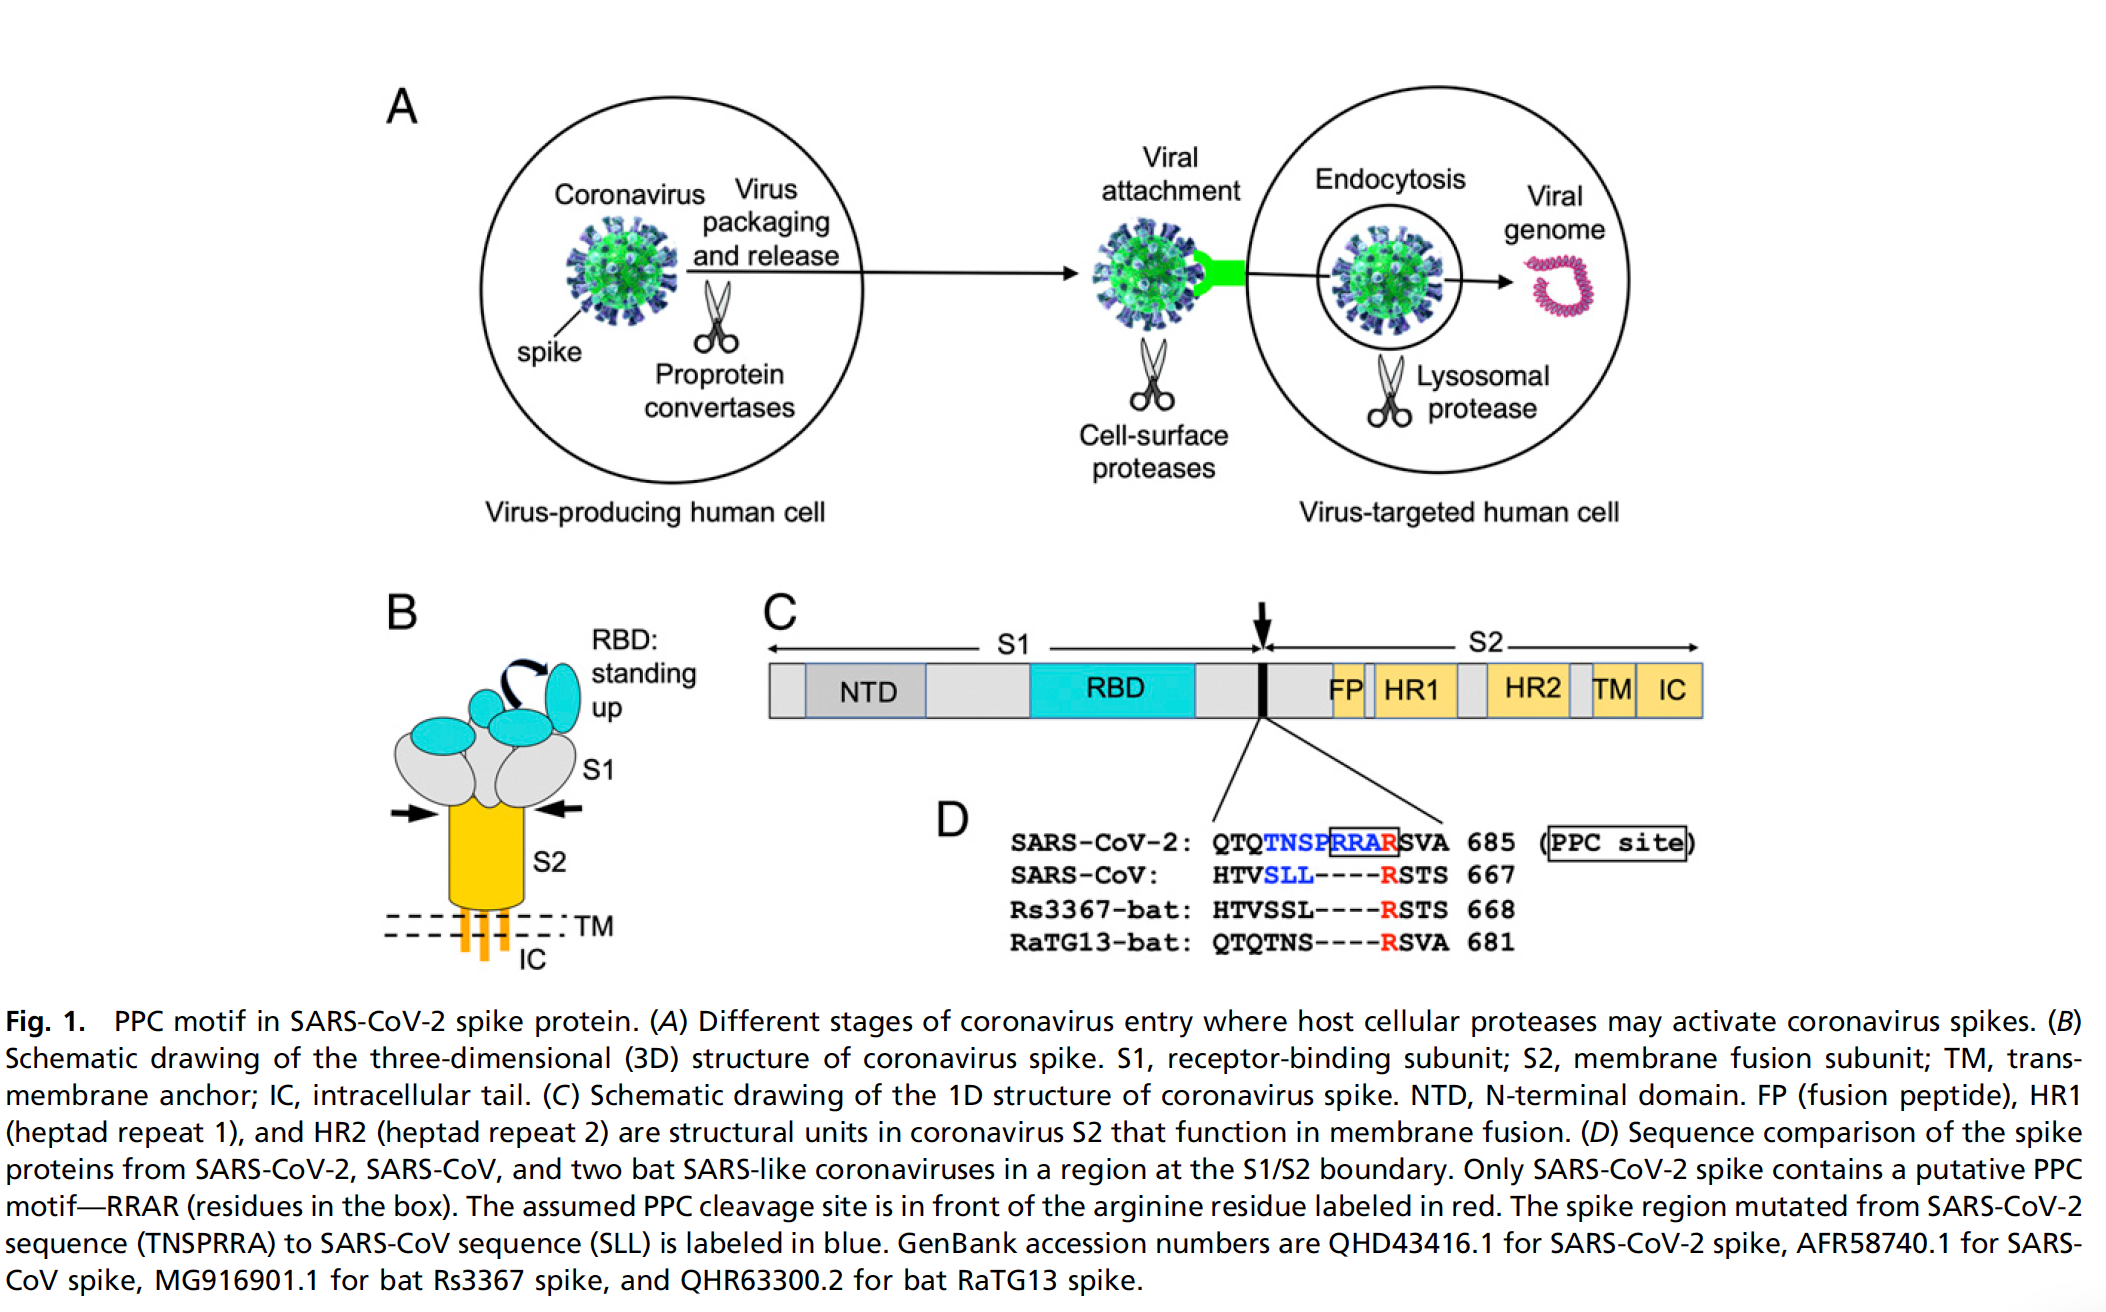 A
Coronavirus
Virus
packaging
and release
spike
Proprotein
convertases
Virus-producing human cell
Viral
attachment
Cell-surface
proteases
Endocytosis
Viral
genome
Lysosomal
protease
Virus-targeted human cell
B
RBD:
standing
up
S1
S2
TM
IC
C
S1
S2
NTD
RBD
FP
HR1
HR2
TM
IC
D
SARS-CoV-2: QTQTNSPRRARSVA 685 (PPC site)
SARS-CoV: HTVSLL----RSTS 667
Rs3367-bat: HTVSSL----RSTS 668
RaTG13-bat: QTQTNS----RSVA 681
Fig. 1. PPC motif in SARS-CoV-2 spike protein. (A) Different stages of coronavirus entry where host cellular proteases may activate coronavirus spikes. (B)
Schematic drawing of the three-dimensional (3D) structure of coronavirus spike. S1, receptor-binding subunit; S2, membrane fusion subunit; TM, trans-
membrane anchor; IC, intracellular tail. (C) Schematic drawing of the 1D structure of coronavirus spike. NTD, N-terminal domain. FP (fusion peptide), HR1
(heptad repeat 1), and HR2 (heptad repeat 2) are structural units in coronavirus S2 that function in membrane fusion. (D) Sequence comparison of the spike
proteins from SARS-CoV-2, SARS-CoV, and two bat SARS-like coronaviruses in a region at the S1/S2 boundary. Only SARS-CoV-2 spike contains a putative PPC
motif—RRAR (residues in the box). The assumed PPC cleavage site is in front of the arginine residue labeled in red. The spike region mutated from SARS-CoV-2
sequence (TNSPRRA) to SARS-CoV sequence (SLL) is labeled in blue. GenBank accession numbers are QHD43416.1 for SARS-CoV-2 spike, AFR58740.1 for SARS-
CoV spike, MG916901.1 for bat Rs3367 spike, and QHR63300.2 for bat RaTG13 spike.